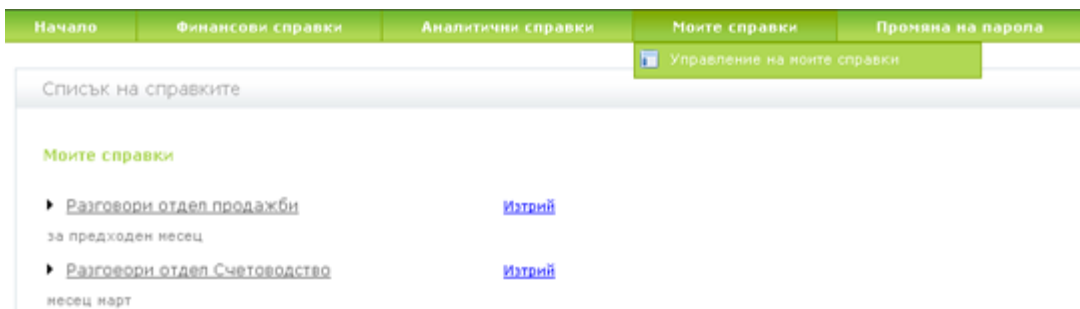 Начало Финансови справки Аналитични справки Моите справки Промяна на парола
Управление на моите справки
Списък на справките
Моите справки
Разговори отдел продажби Изтрий
за предходен месец
Разговори отдел Счетоводство Изтрий
месец март